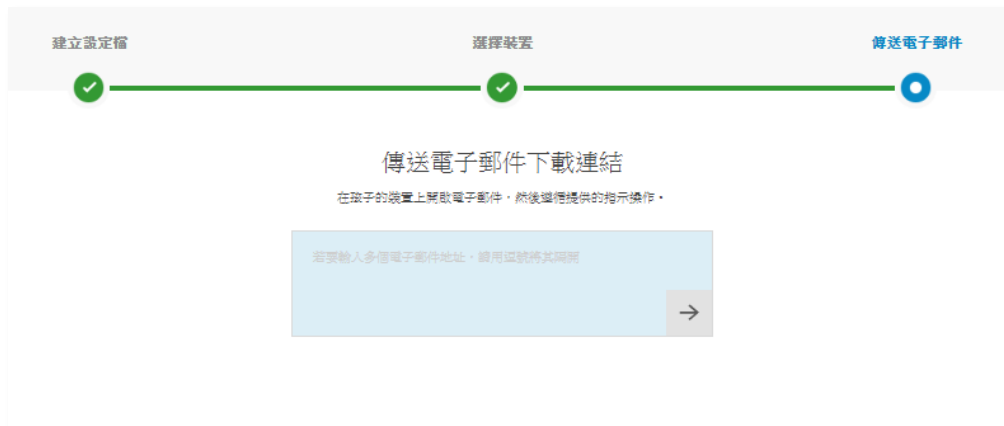 建立設定檔
選擇裝置
傳送電子郵件
傳送電子郵件下載連結
在孩子的裝置上開啟電子郵件，然後遵循提供的指示操作。
若要輸入多個電子郵件地址，請用逗號將其隔開